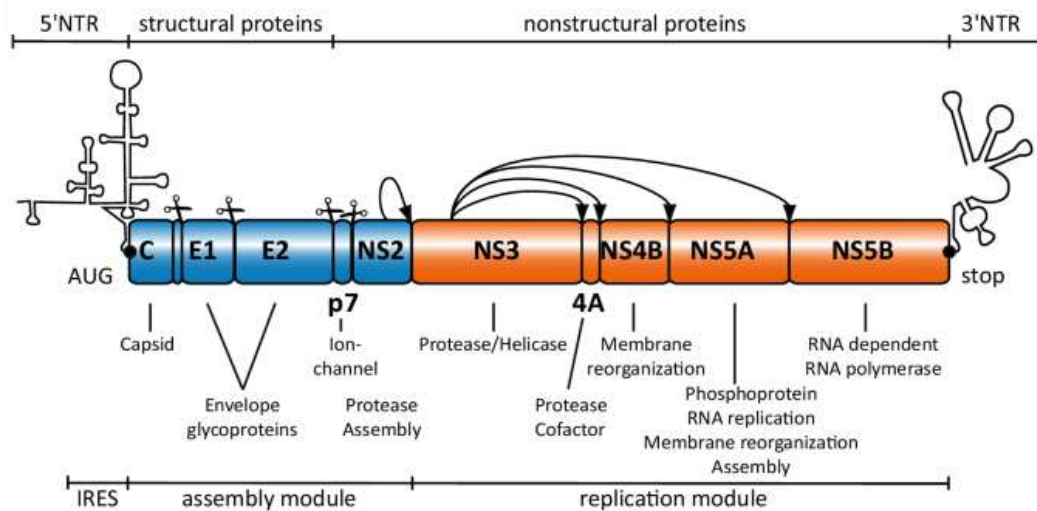 5'NTR structural proteins nonstructural proteins 3'NTR
C E1 E2 NS2 NS3 NS4B NS5A NS5B
AUG stop
p7 4A
Capsid Ion- Protease/Helicase Membrane RNA dependent
channel reorganization RNA polymerase
Phosphoprotein
Envelope Protease Protease RNA replication
glycoproteins Assembly Cofactor Membrane reorganization
Assembly
IRES assembly module replication module